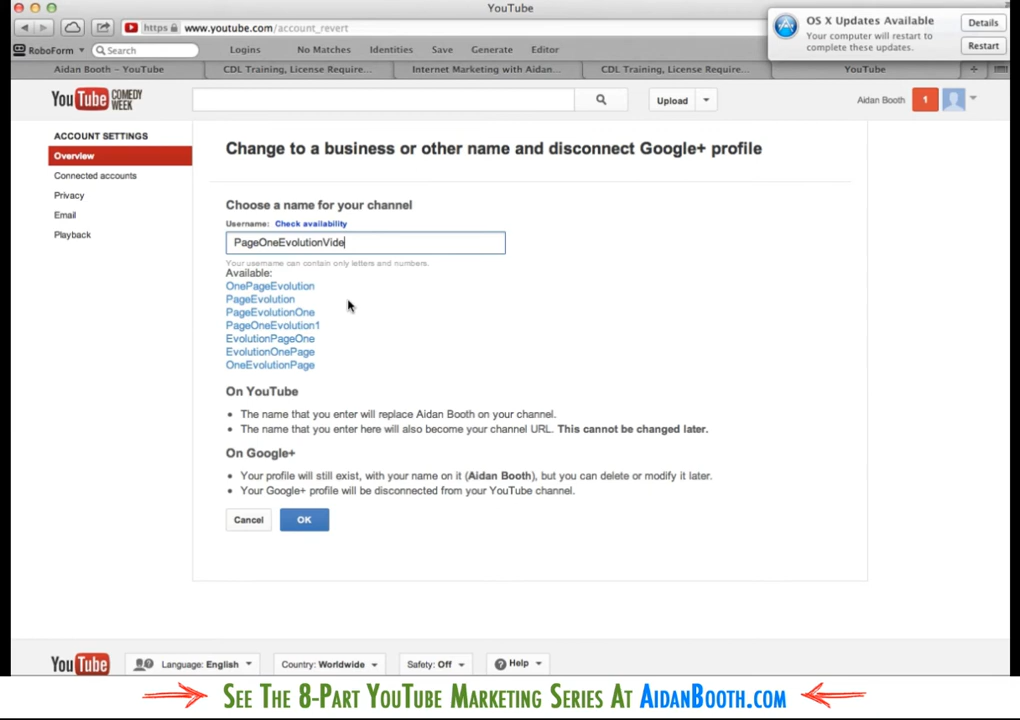 YouTube
OS X Updates Available
Your computer will restart to complete these updates.
Details
Restart
https www.youtube.com/account_revert
RoboForm Search Logins No Matches Identities Save Generate Editor
Aidan Booth – YouTube CDL Training, License Require... Internet Marketing with Aidan... CDL Training, License Require... YouTube
YouTube COMEDY WEEK Upload Aidan Booth 1
ACCOUNT SETTINGS
Overview
Connected accounts
Privacy
Email
Playback
Change to a business or other name and disconnect Google+ profile
Choose a name for your channel
Username: Check availability
PageOneEvolutionVide
Your username can contain only letters and numbers.
Available:
OnePageEvolution
PageEvolution
PageEvolutionOne
PageOneEvolution1
EvolutionPageOne
EvolutionOnePage
OneEvolutionPage
On YouTube
• The name that you enter will replace Aidan Booth on your channel.
• The name that you enter here will also become your channel URL. This cannot be changed later.
On Google+
• Your profile will still exist, with your name on it (Aidan Booth), but you can delete or modify it later.
• Your Google+ profile will be disconnected from your YouTube channel.
Cancel OK
YouTube Language: English Country: Worldwide Safety: Off Help
See The 8-Part YouTube Marketing Series At AidanBooth.com